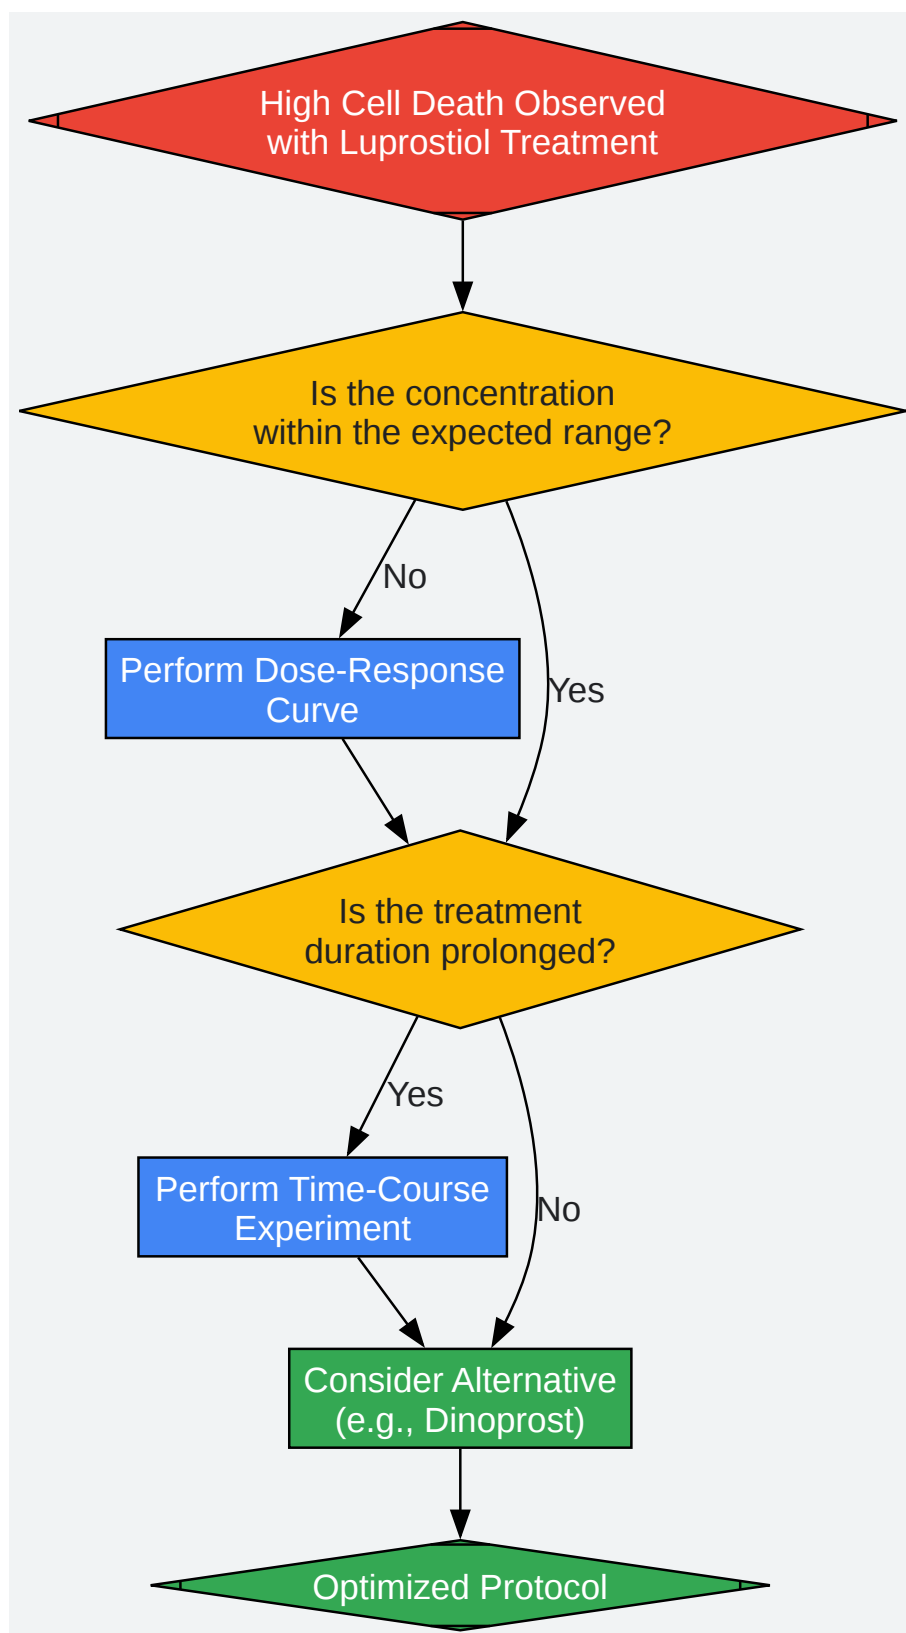 High Cell Death Observed
with Luprostiol Treatment
Is the concentration
within the expected range?
No
Perform Dose-Response
Curve
Yes
Is the treatment
duration prolonged?
Yes
Perform Time-Course
Experiment
No
Consider Alternative
(e.g., Dinoprost)
Optimized Protocol